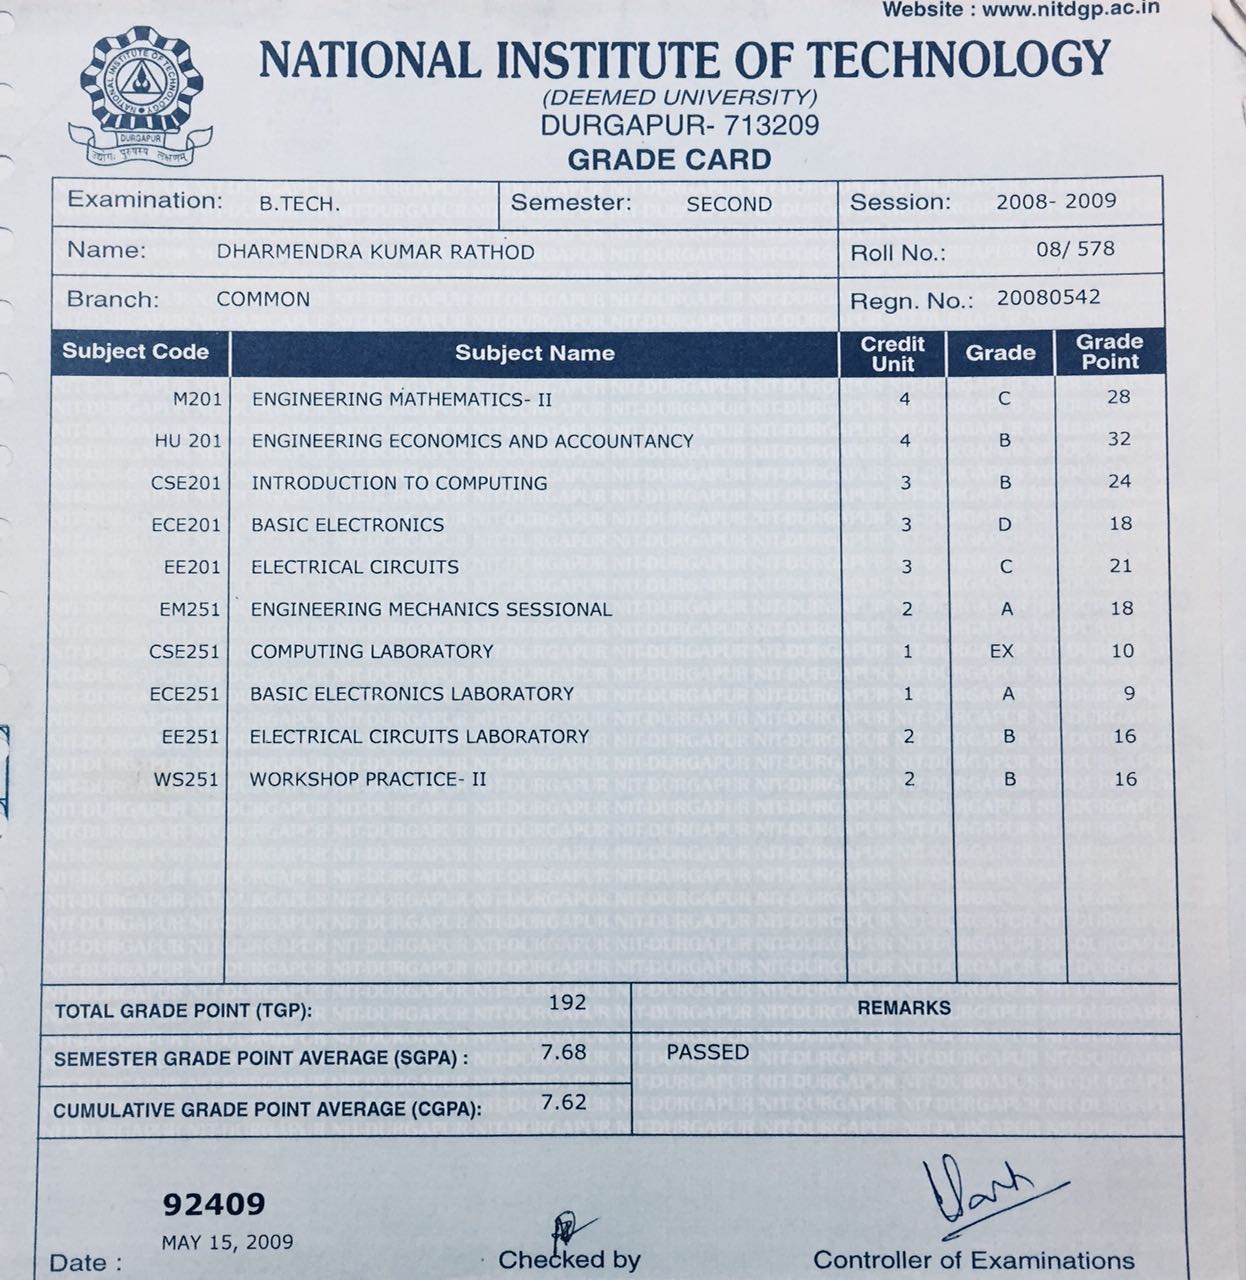 Website : www.nitdgp.ac.in
NATIONAL INSTITUTE OF TECHNOLOGY
(DEEMED UNIVERSITY)
DURGAPUR- 713209
GRADE CARD
NATIONAL INSTITUTE OF TECHNOLOGY
DURGAPUR
Examination: B.TECH. Semester: SECOND Session: 2008- 2009
Name: DHARMENDRA KUMAR RATHOD Roll No.: 08/ 578
Branch: COMMON Regn. No.: 20080542
Subject Code Subject Name Credit Unit Grade Grade Point
M201 ENGINEERING MATHEMATICS- II 4 C 28
HU 201 ENGINEERING ECONOMICS AND ACCOUNTANCY 4 B 32
CSE201 INTRODUCTION TO COMPUTING 3 B 24
ECE201 BASIC ELECTRONICS 3 D 18
EE201 ELECTRICAL CIRCUITS 3 C 21
EM251 ENGINEERING MECHANICS SESSIONAL 2 A 18
CSE251 COMPUTING LABORATORY 1 EX 10
ECE251 BASIC ELECTRONICS LABORATORY 1 A 9
EE251 ELECTRICAL CIRCUITS LABORATORY 2 B 16
WS251 WORKSHOP PRACTICE- II 2 B 16
TOTAL GRADE POINT (TGP): 192 REMARKS
SEMESTER GRADE POINT AVERAGE (SGPA) : 7.68 PASSED
CUMULATIVE GRADE POINT AVERAGE (CGPA): 7.62
92409
MAY 15, 2009
Date : Checked by Controller of Examinations